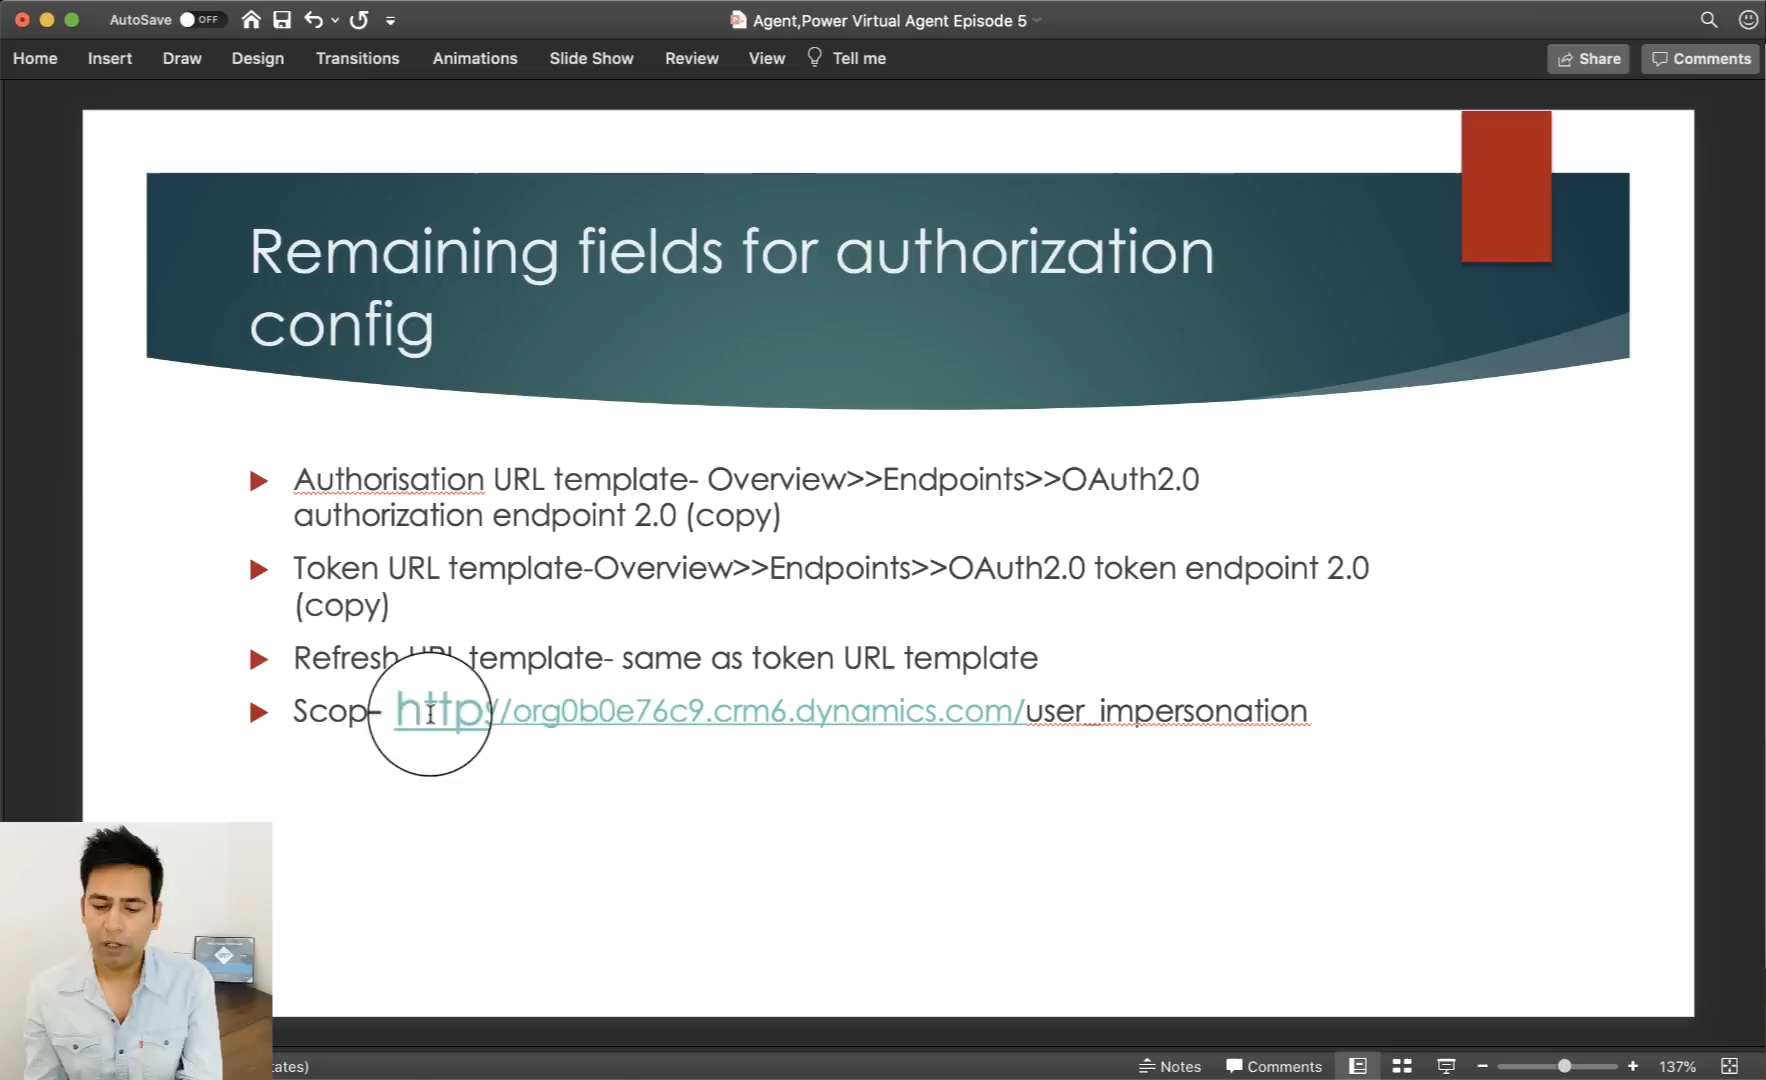 AutoSave OFF Agent,Power Virtual Agent Episode 5
Home Insert Draw Design Transitions Animations Slide Show Review View Tell me Share Comments
Remaining fields for authorization
config
Authorisation URL template- Overview>>Endpoints>>OAuth2.0
authorization endpoint 2.0 (copy)
Token URL template-Overview>>Endpoints>>OAuth2.0 token endpoint 2.0
(copy)
Refresh URL template- same as token URL template
Scop- http://org0b0e76c9.crm6.dynamics.com/user_impersonation
tates) Notes Comments 137%